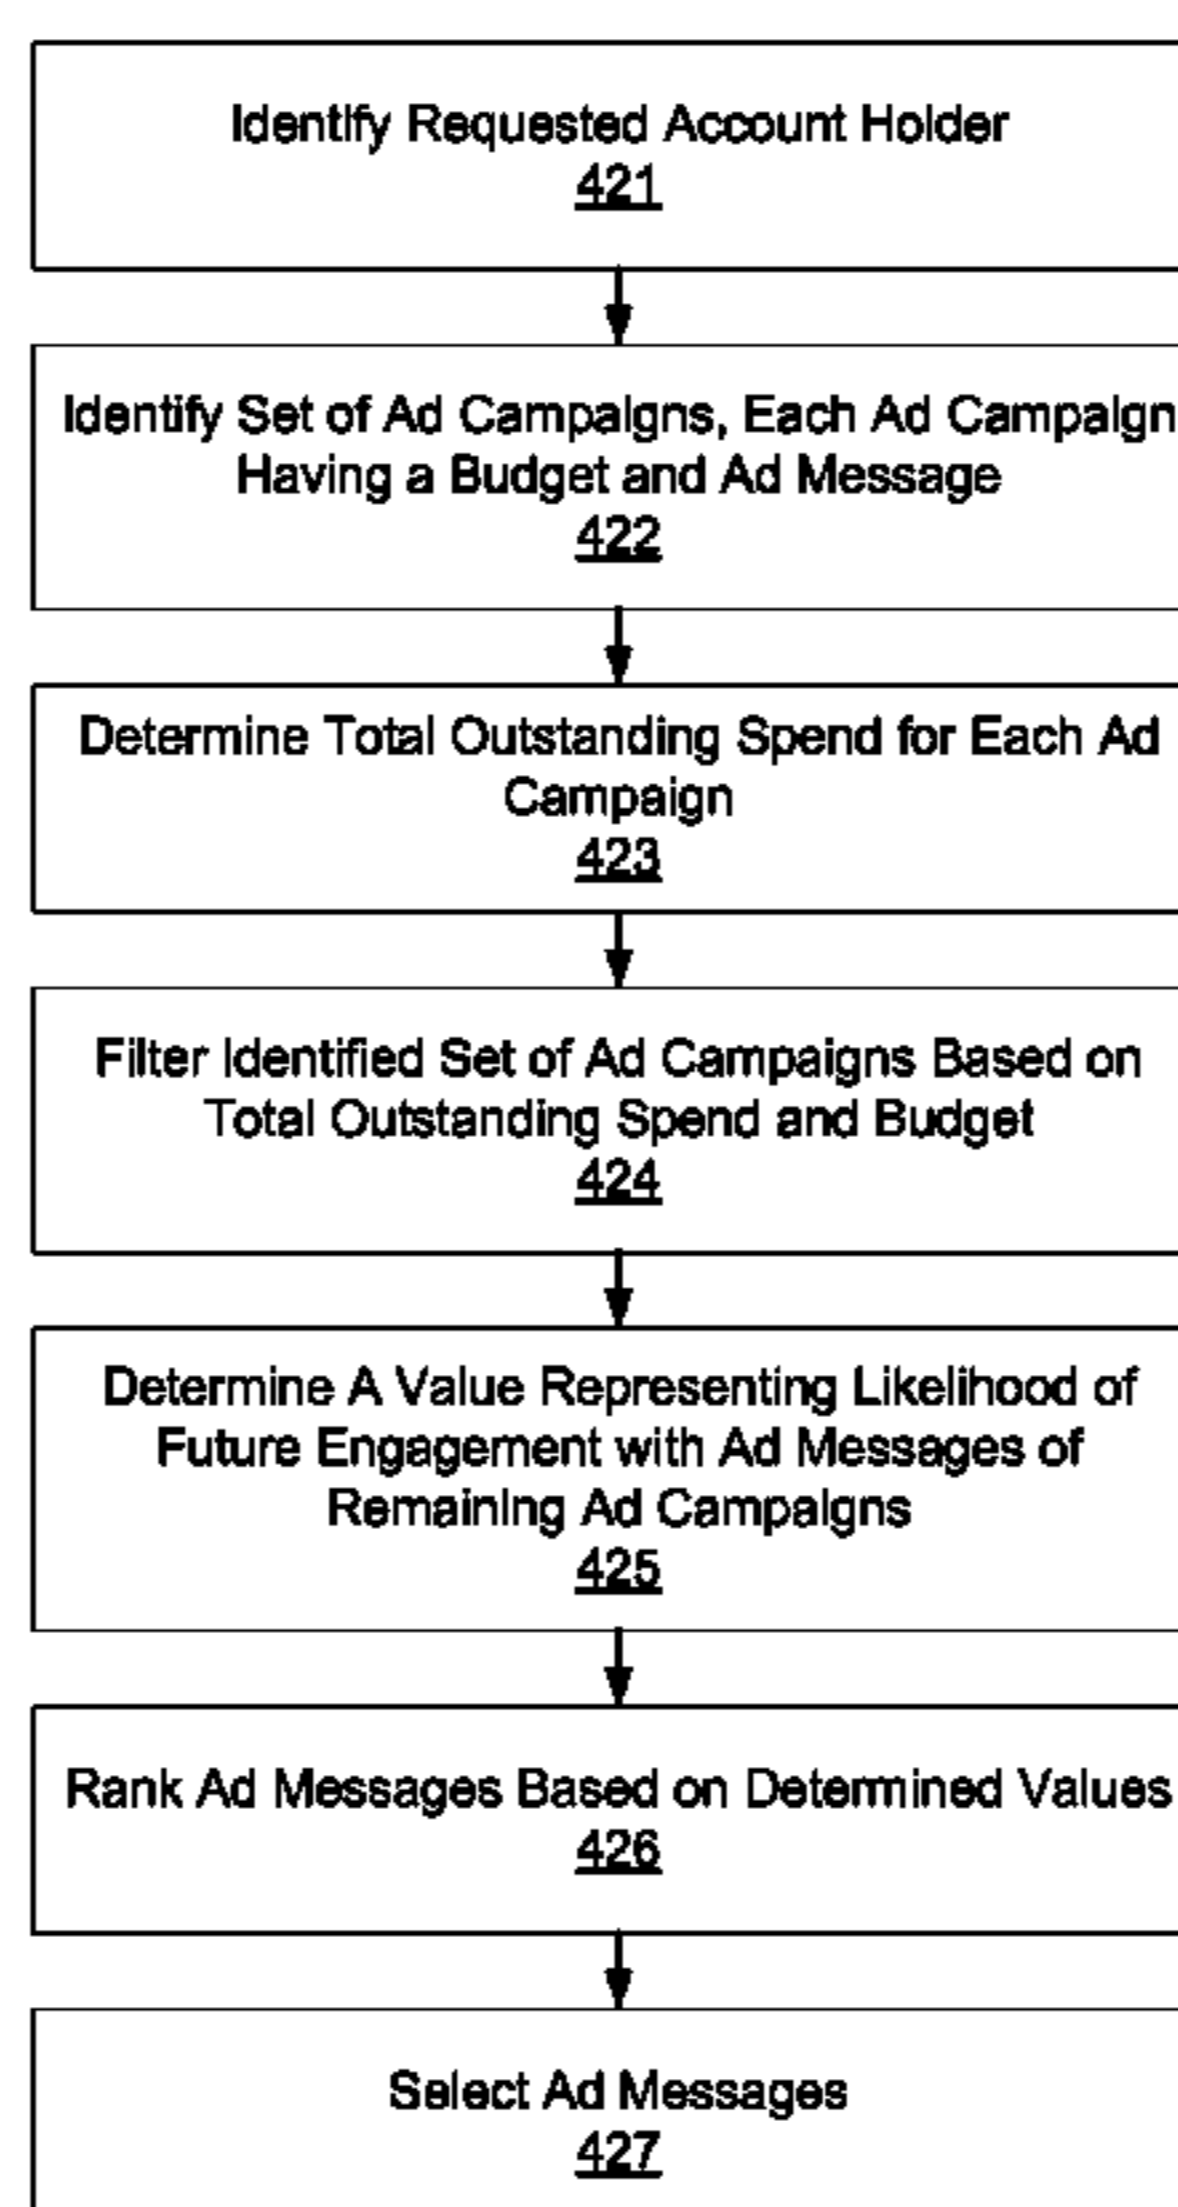 Identify Requested Account Holder
421
Identify Set of Ad Campaigns, Each Ad Campaign
Having a Budget and Ad Message
422
Determine Total Outstanding Spend for Each Ad
Campaign
423
Filter Identified Set of Ad Campaigns Based on
Total Outstanding Spend and Budget
424
Determine A Value Representing Likelihood of
Future Engagement with Ad Messages of
Remaining Ad Campaigns
425
Rank Ad Messages Based on Determined Values
426
Select Ad Messages
427